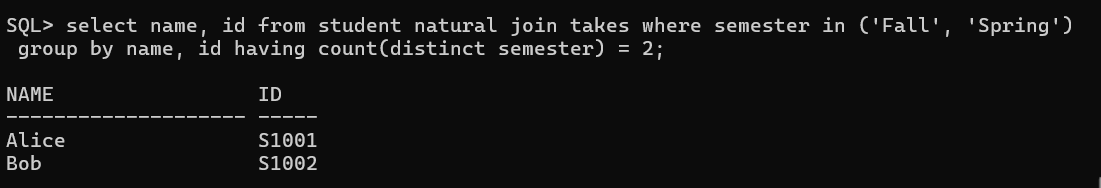 SQL> select name, id from student natural join takes where semester in ('Fall', 'Spring')
 group by name, id having count(distinct semester) = 2;
NAME                 ID
-------------------- -----
Alice                S1001
Bob                  S1002